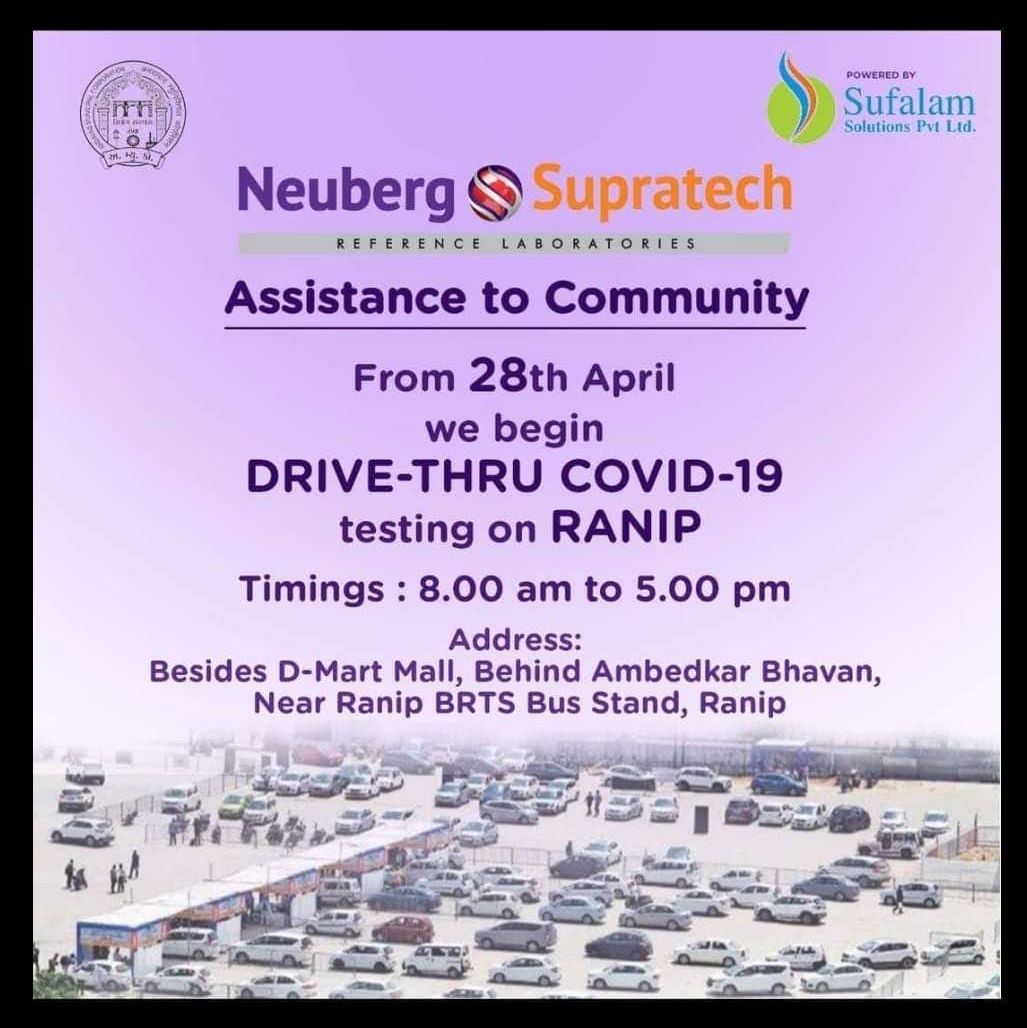 અ. મ્યુ. કો.
POWERED BY
Sufalam
Solutions Pvt Ltd.
Neuberg Supratech
REFERENCE LABORATORIES
Assistance to Community
From 28th April
we begin
DRIVE-THRU COVID-19
testing on RANIP
Timings : 8.00 am to 5.00 pm
Address:
Besides D-Mart Mall, Behind Ambedkar Bhavan,
Near Ranip BRTS Bus Stand, Ranip